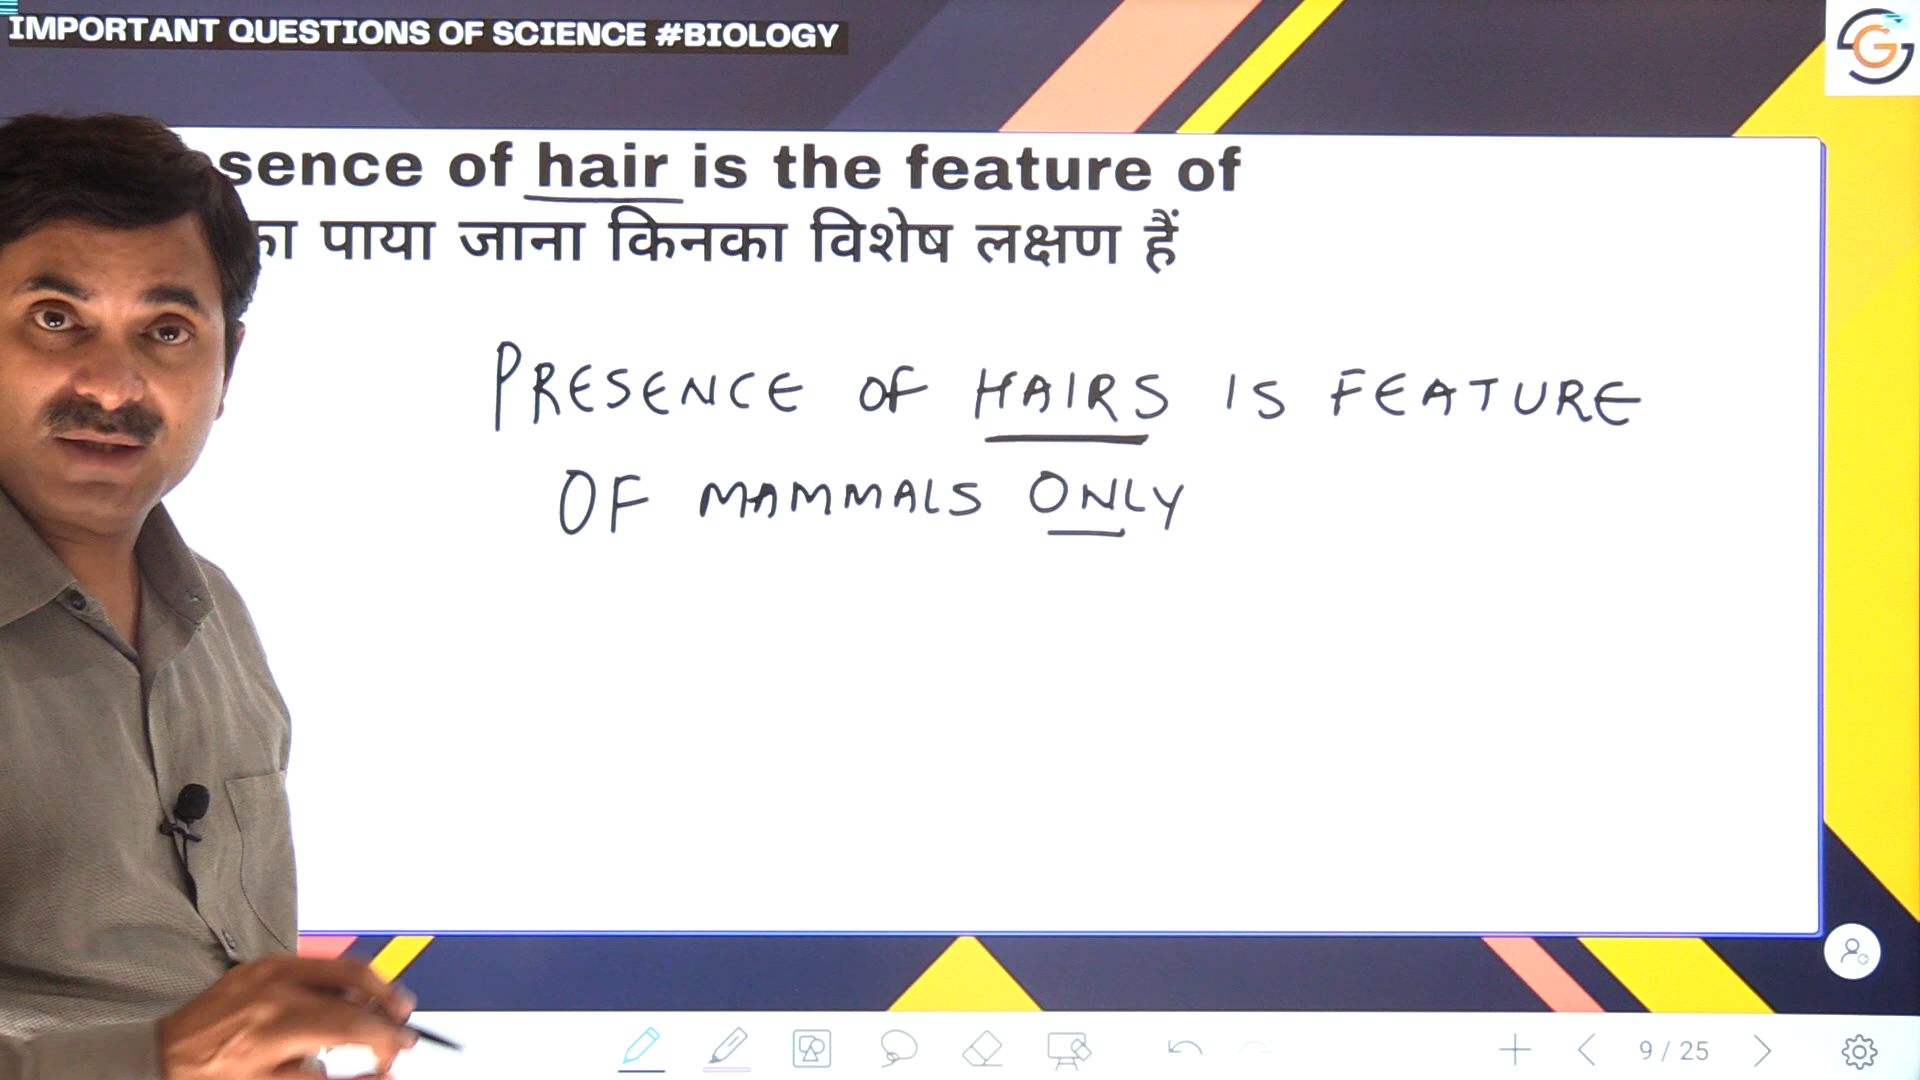 IMPORTANT QUESTIONS OF SCIENCE #BIOLOGY
of hair is the feature of
का पाया जाना किनका विशेष लक्षण हैं
PRESENCE OF HAIRS IS FEATURE
OF MAMMALS ONLY
9 / 25